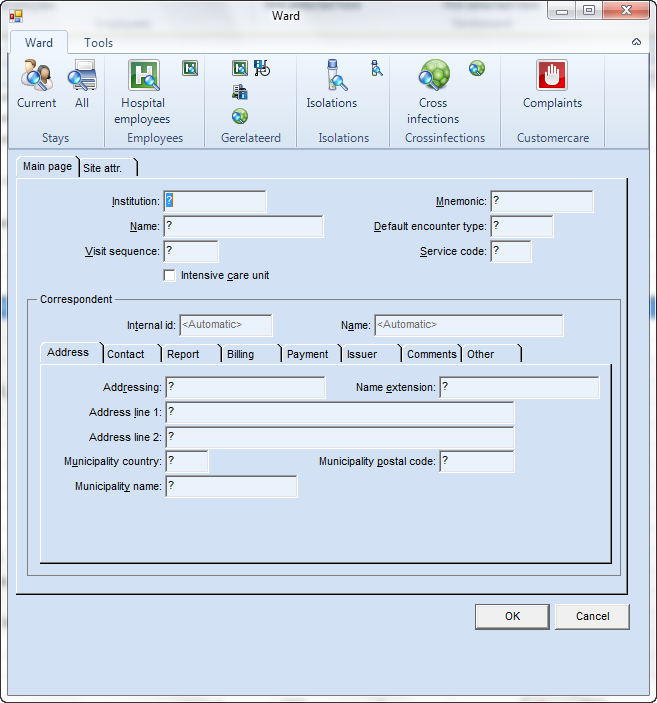 Ward
Ward Tools
Current All Hospital employees Isolations Cross infections Complaints
Stays Employees Gerelateerd Isolations Crossinfections Customercare
Main page Site attr.
Institution: ? Mnemonic: ?
Name: ? Default encounter type: ?
Visit sequence: ? Service code: ?
Intensive care unit
Correspondent
Internal id: <Automatic> Name: <Automatic>
Address Contact Report Billing Payment Issuer Comments Other
Addressing: ? Name extension: ?
Address line 1: ?
Address line 2: ?
Municipality country: ? Municipality postal code: ?
Municipality name: ?
OK Cancel